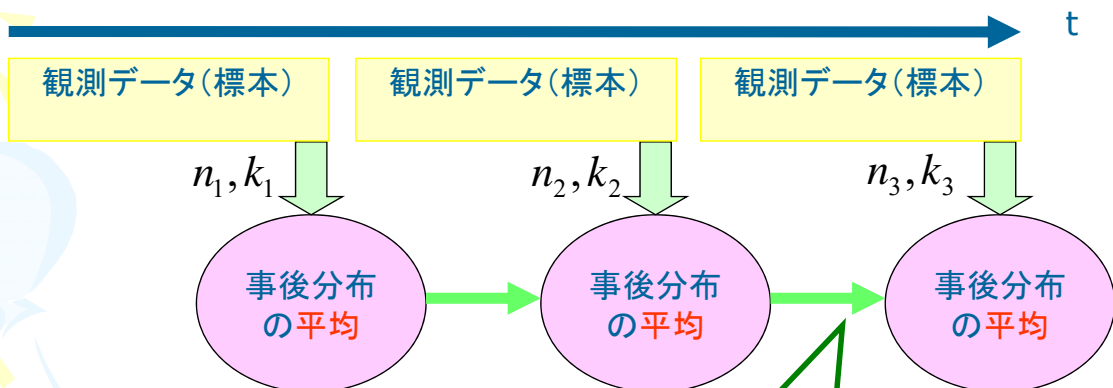 t
観測データ(標本)
観測データ(標本)
観測データ(標本)
n₁,k₁
n₂,k₂
n₃,k₃
事後分布
の平均
事後分布
の平均
事後分布
の平均